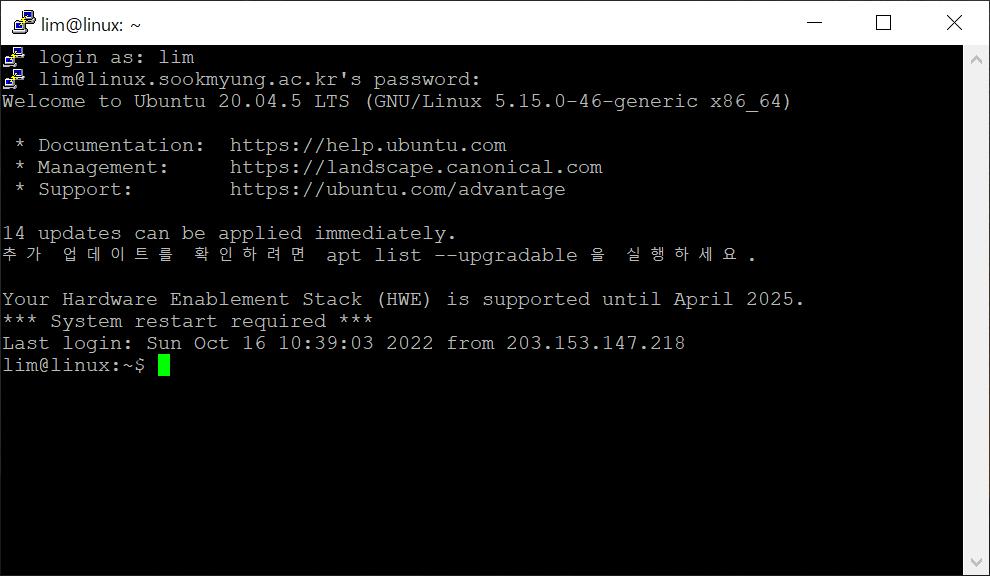 lim@linux: ~
login as: lim
lim@linux.sookmyung.ac.kr's password:
Welcome to Ubuntu 20.04.5 LTS (GNU/Linux 5.15.0-46-generic x86_64)
* Documentation:  https://help.ubuntu.com
* Management:     https://landscape.canonical.com
* Support:        https://ubuntu.com/advantage
14 updates can be applied immediately.
추가 업데이트를 확인하려면 apt list --upgradable 을 실행하세요.
Your Hardware Enablement Stack (HWE) is supported until April 2025.
*** System restart required ***
Last login: Sun Oct 16 10:39:03 2022 from 203.153.147.218
lim@linux:~$